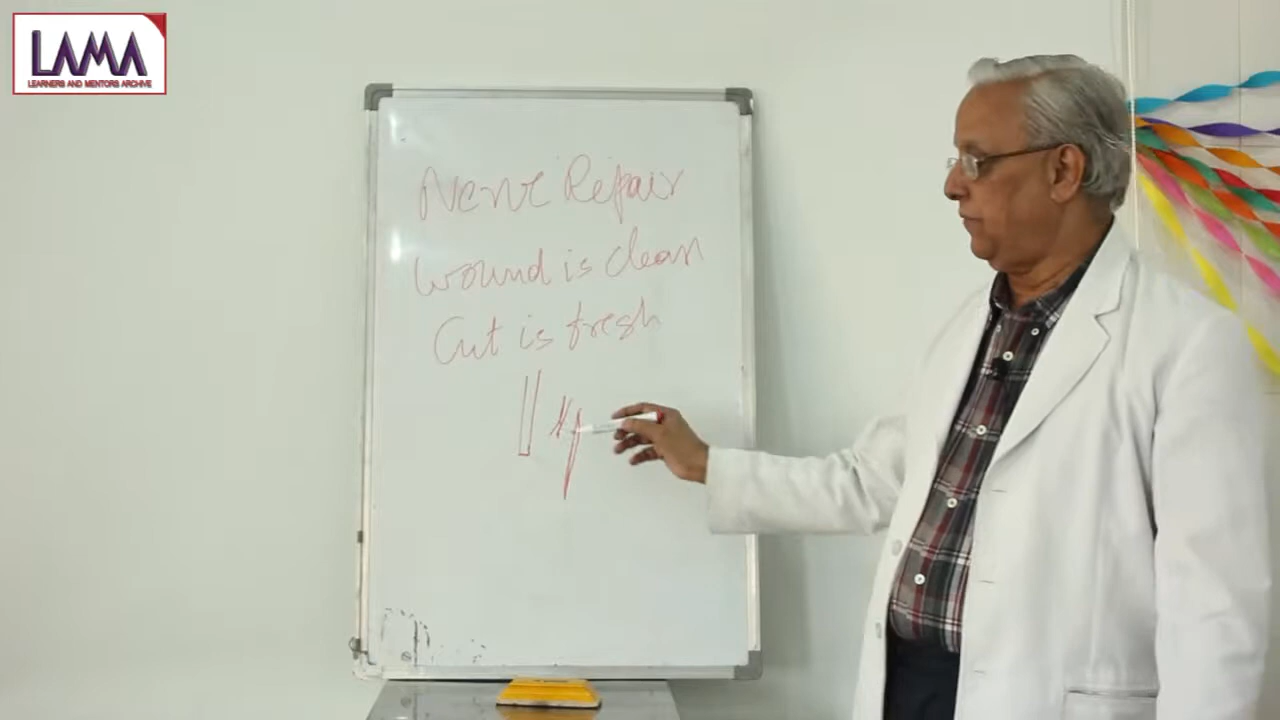 LAMA
LEARNERS AND MENTORS ARCHIVE
Nerve Repair
Wound is clean
Cut is fresh